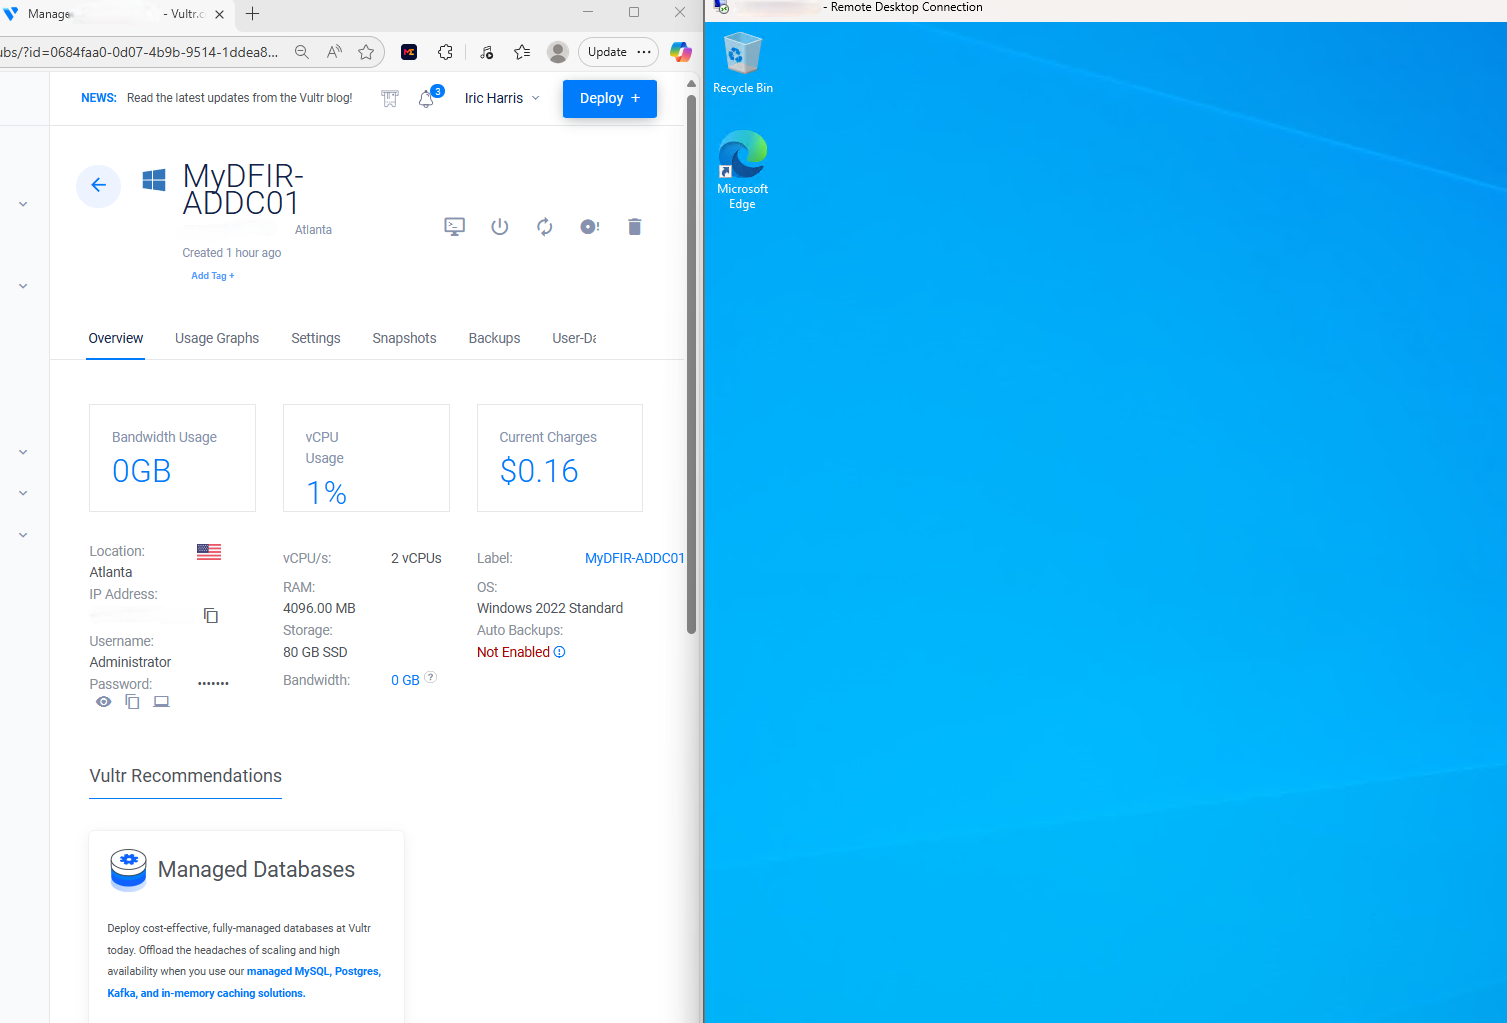 Manage
- Vultr.c
ubs/?id=0684faa0-0d07-4b9b-9514-1ddea8...
Update
NEWS: Read the latest updates from the Vultr blog!
3
Iric Harris
Deploy +
MyDFIR-
ADDC01
Atlanta
Created 1 hour ago
Add Tag +
Overview
Usage Graphs
Settings
Snapshots
Backups
User-Da
Bandwidth Usage
0GB
vCPU
Usage
1%
Current Charges
$0.16
Location:
Atlanta
IP Address:
Username:
Administrator
Password:
•••••••
vCPU/s: 2 vCPUs
RAM:
4096.00 MB
Storage:
80 GB SSD
Bandwidth: 0 GB
Label: MyDFIR-ADDC01
OS:
Windows 2022 Standard
Auto Backups:
Not Enabled
Vultr Recommendations
Managed Databases
Deploy cost-effective, fully-managed databases at Vultr
today. Offload the headaches of scaling and high
availability when you use our managed MySQL, Postgres,
Kafka, and in-memory caching solutions.
- Remote Desktop Connection
Recycle Bin
Microsoft
Edge